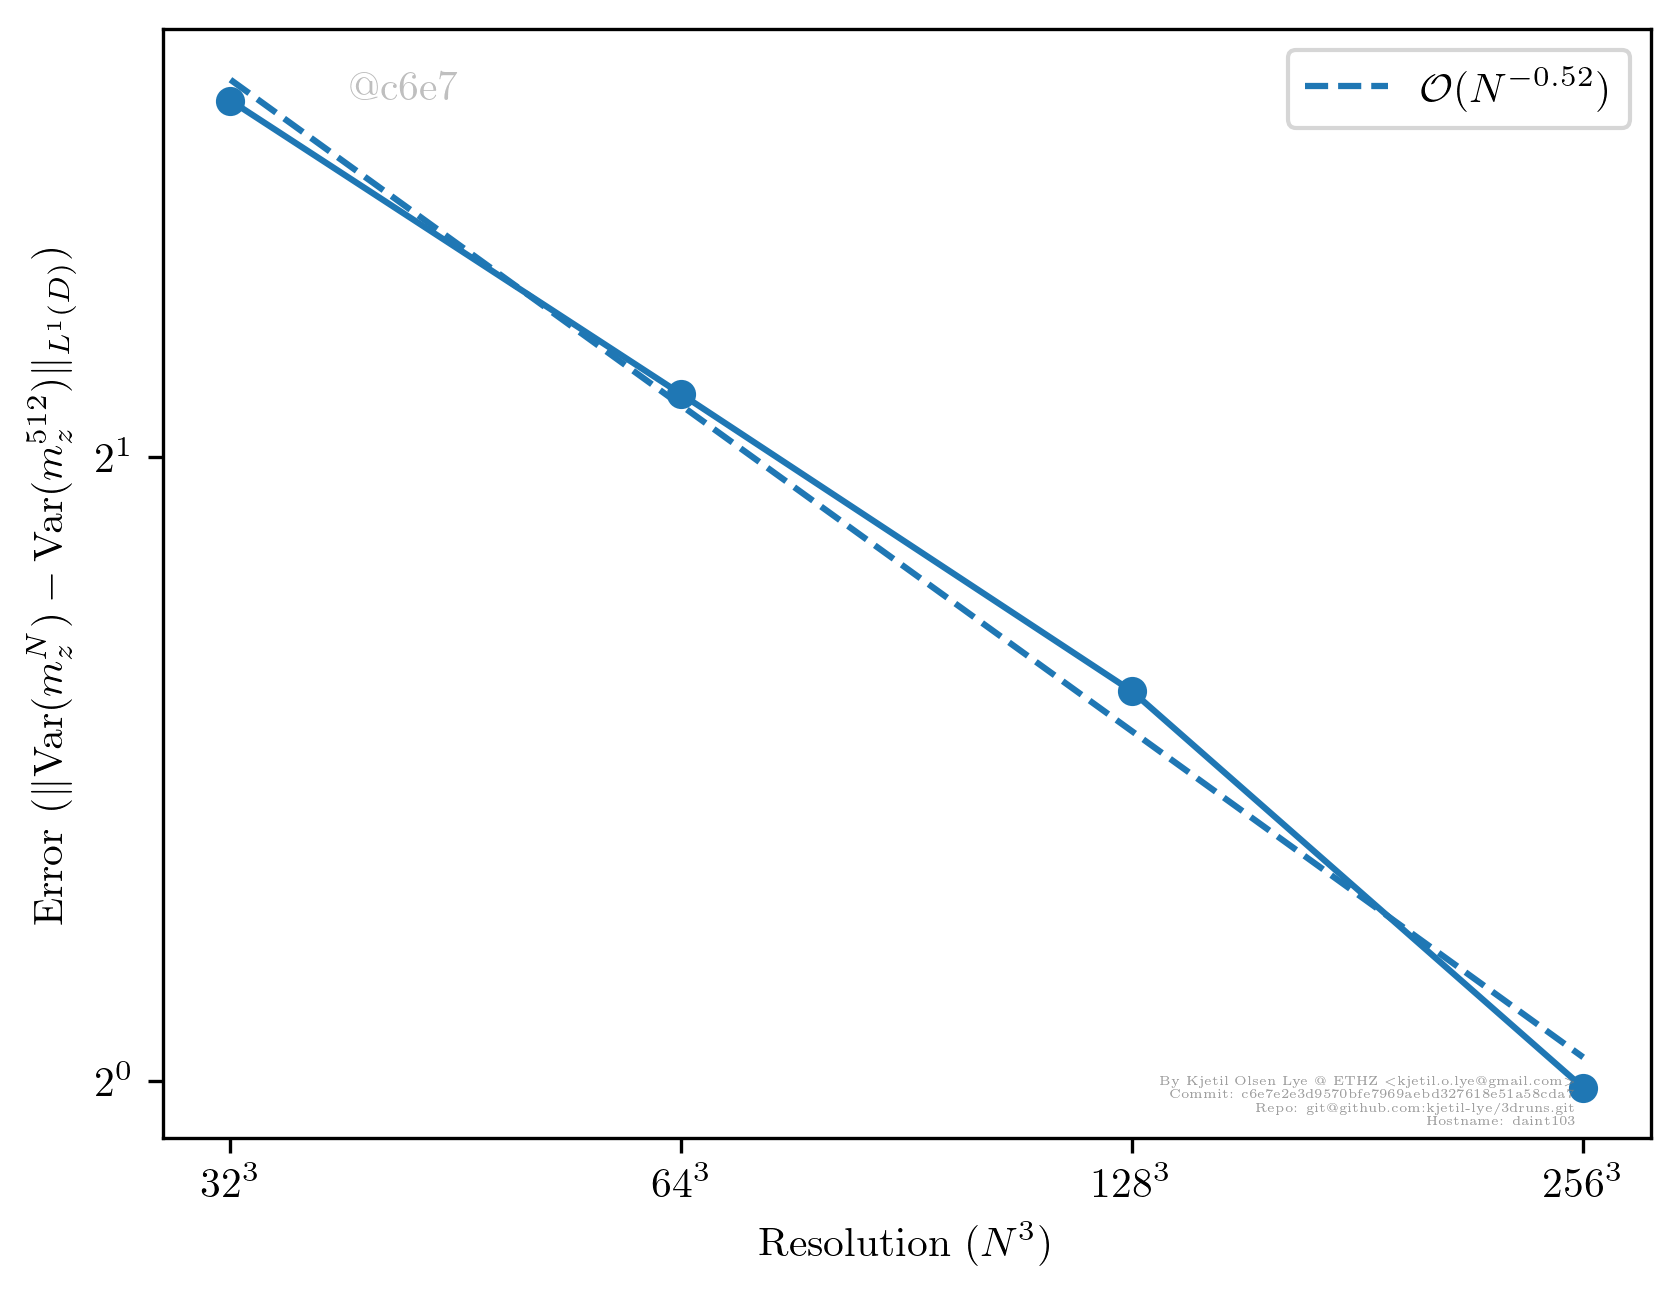 @c6e7
𝒪(N^{-0.52})
Error (||Var(m_z^N) − Var(m_z^{512})||_{L^1(D)})
2^1
2^0
By Kjetil Olsen Lye @ ETHZ <kjetil.o.lye@gmail.com>
Commit: c6e7e2e3d9570bfe7969aebd327618e51a58cda7
Repo: git@github.com:kjetil-lye/3druns.git
Hostname: daint103
32^3 64^3 128^3 256^3
Resolution (N^3)